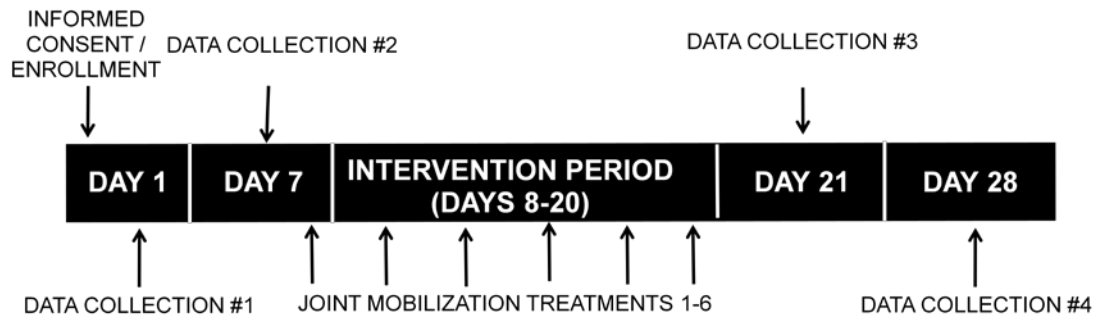 INFORMED
CONSENT /
ENROLLMENT
DATA COLLECTION #2
DATA COLLECTION #3
DAY 1
DAY 7
INTERVENTION PERIOD
(DAYS 8-20)
DAY 21
DAY 28
DATA COLLECTION #1
JOINT MOBILIZATION TREATMENTS 1-6
DATA COLLECTION #4